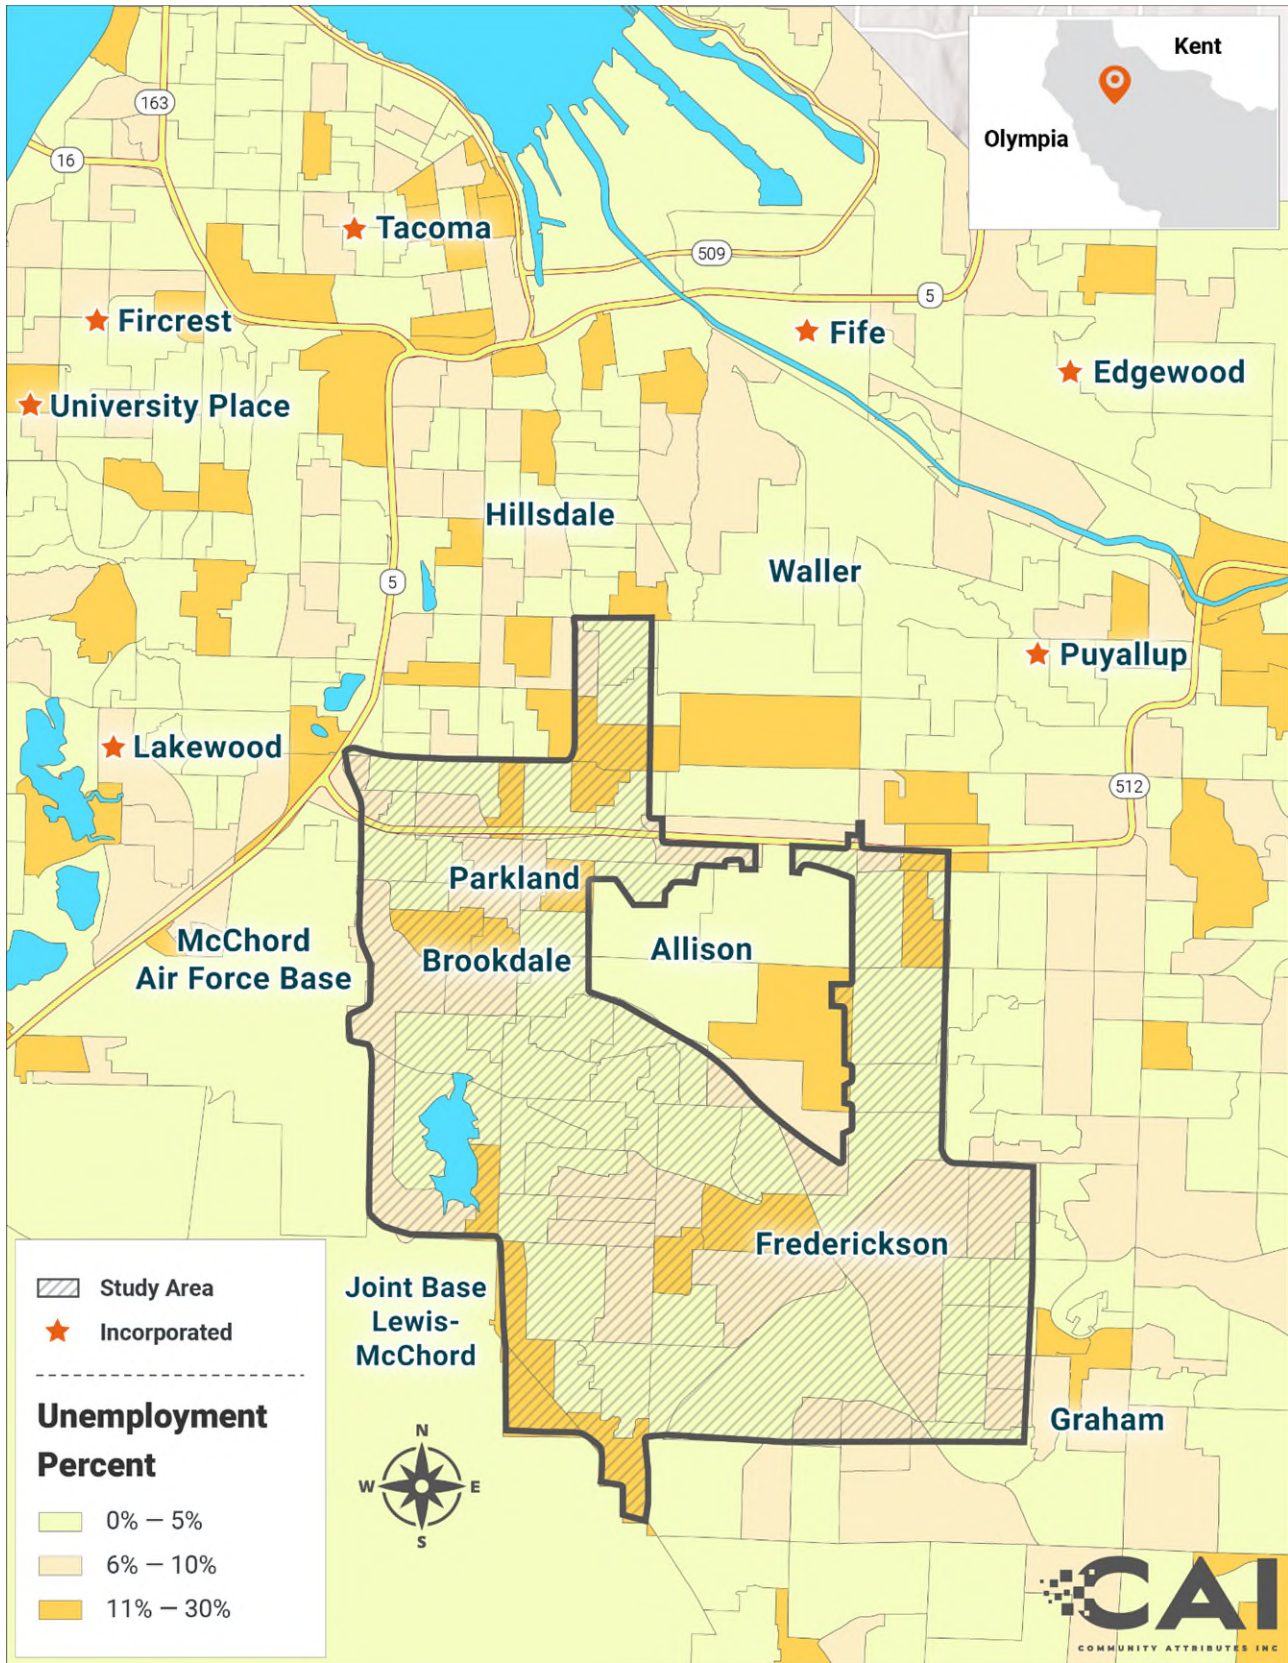 Kent
Olympia
163
16
Tacoma
509
5
Fircrest
Fife
Edgewood
University Place
Hillsdale
Waller
5
Puyallup
Lakewood
512
Parkland
McChord
Air Force Base
Brookdale
Allison
Frederickson
Joint Base
Lewis-
McChord
Graham
Study Area
Incorporated
Unemployment
Percent
0% — 5%
6% — 10%
11% — 30%
N
W
E
S
CAI
COMMUNITY ATTRIBUTES INC